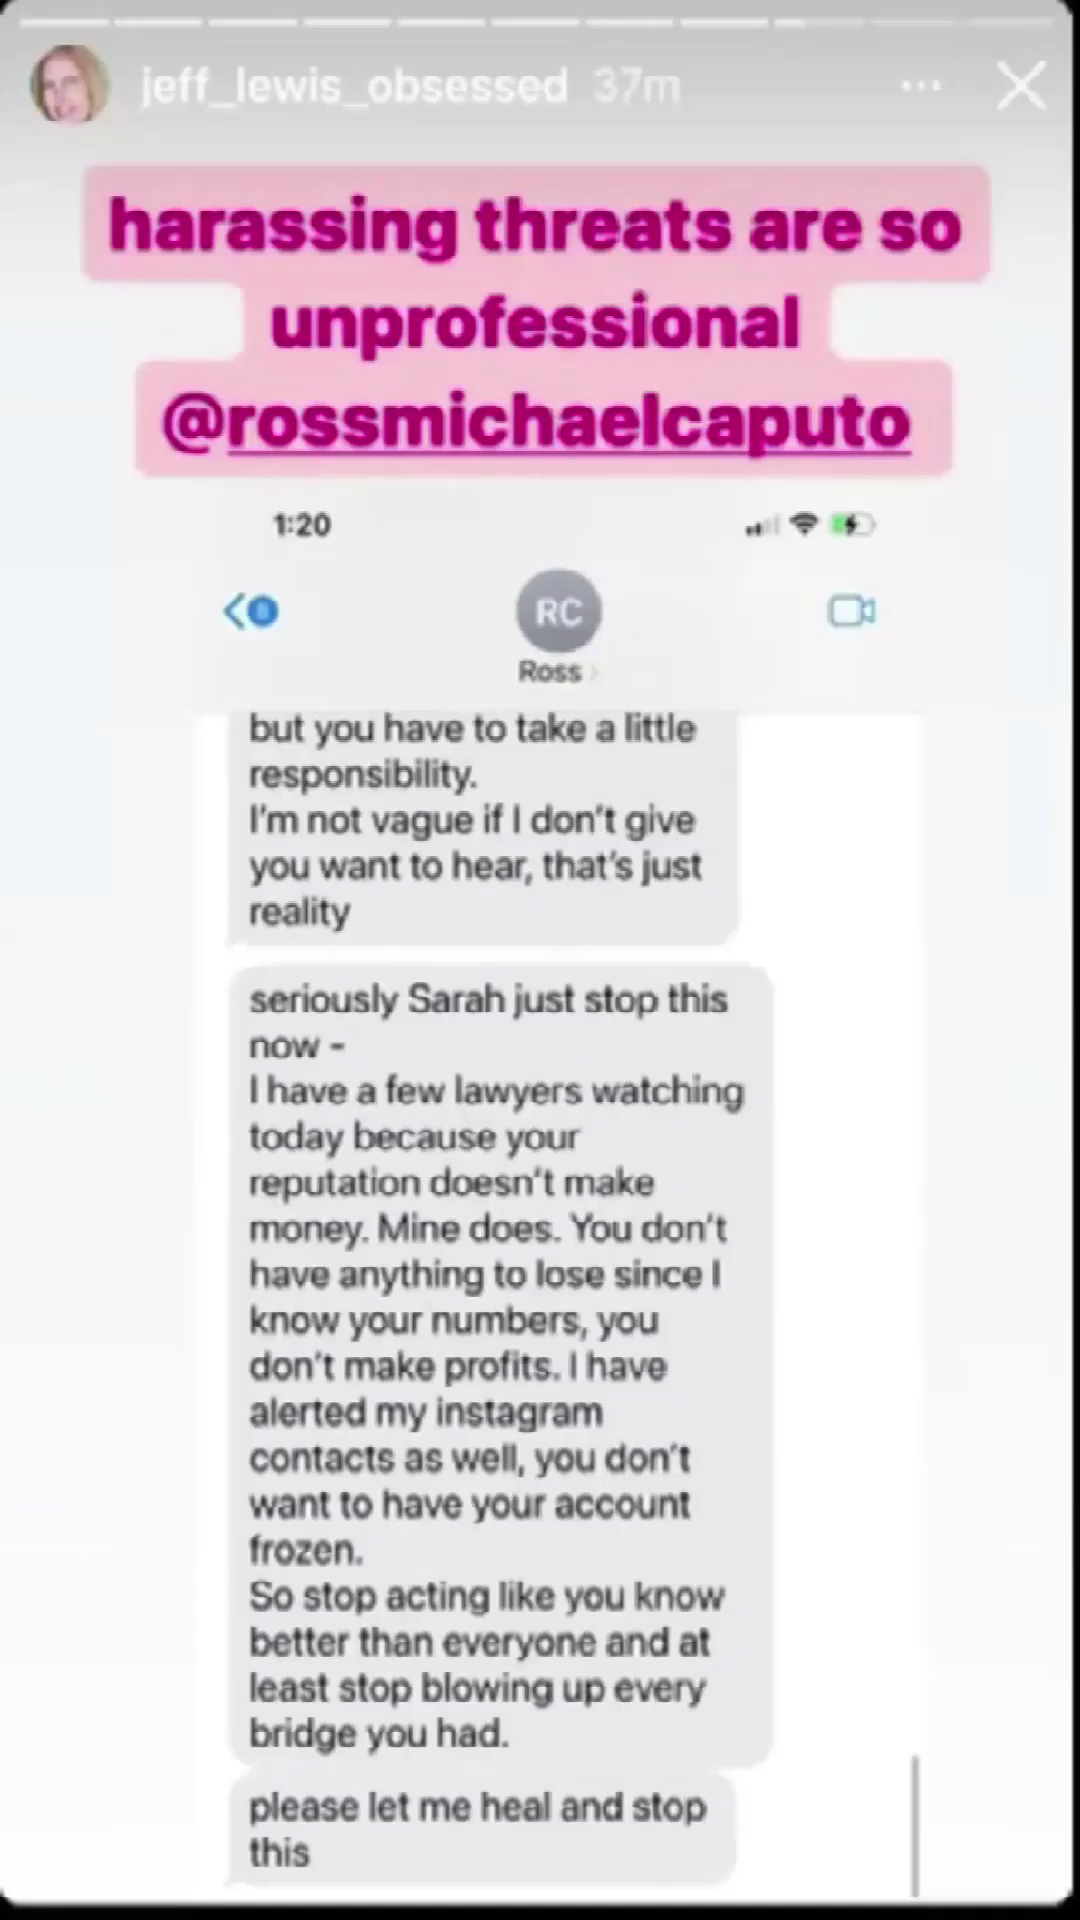 jeff_lewis_obsessed 37m
harassing threats are so
unprofessional
@rossmichaelcaputo
1:20
RC
Ross
but you have to take a little
responsibility.
I'm not vague if I don't give
you want to hear, that's just
reality
seriously Sarah just stop this
now -
I have a few lawyers watching
today because your
reputation doesn't make
money. Mine does. You don't
have anything to lose since I
know your numbers, you
don't make profits. I have
alerted my instagram
contacts as well, you don't
want to have your account
frozen.
So stop acting like you know
better than everyone and at
least stop blowing up every
bridge you had.
please let me heal and stop
this